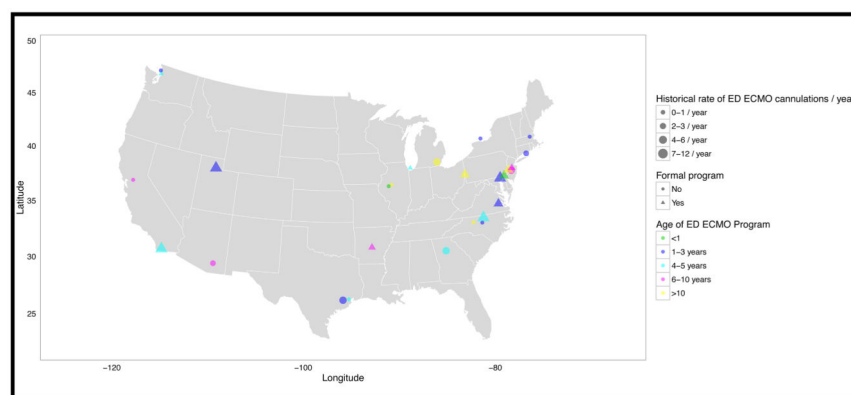 50
45
40
35
30
25
Latitude
−120
−100
−80
Longitude
Historical rate of ED ECMO cannulations / year
0−1 / year
2−3 / year
4−6 / year
7−12 / year
Formal program
No
Yes
Age of ED ECMO Program
<1
1−3 years
4−5 years
6−10 years
>10